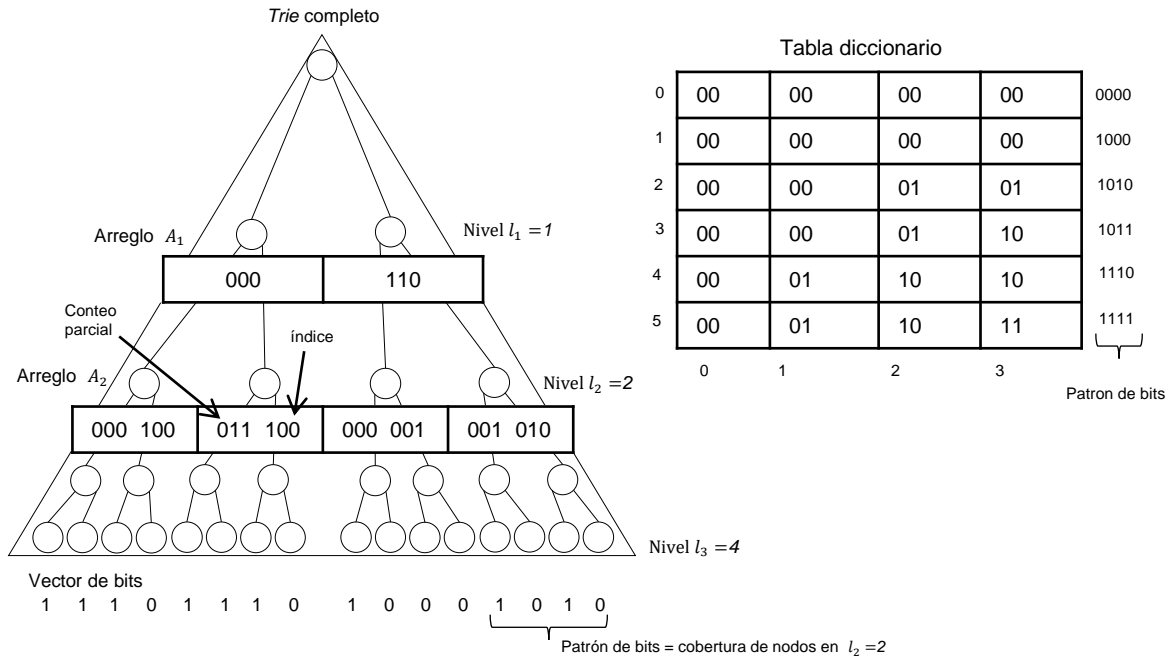 Trie completo
Arreglo A₁
Nivel l₁ =1
000 110
Conteo
parcial
índice
Arreglo A₂
Nivel l₂ =2
000 100 011 100 000 001 001 010
Nivel l₃ =4
Vector de bits
1 1 1 0 1 1 1 0 1 0 0 0 1 0 1 0
Patrón de bits = cobertura de nodos en l₂ =2
Tabla diccionario
0 00 00 00 00 0000
1 00 00 00 00 1000
2 00 00 01 01 1010
3 00 00 01 10 1011
4 00 01 10 10 1110
5 00 01 10 11 1111
0 1 2 3
Patron de bits